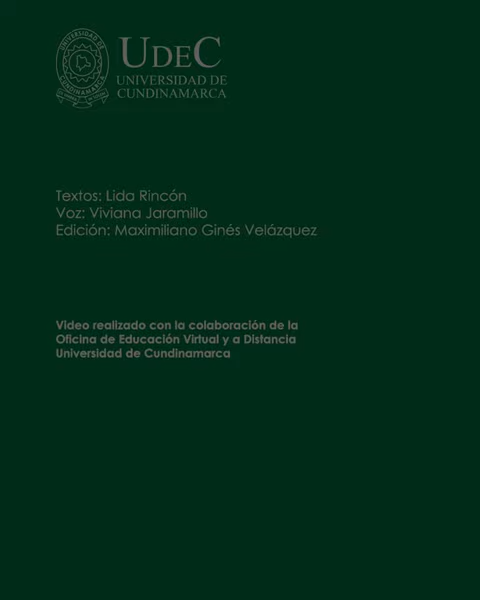 UDEC
UNIVERSIDAD DE
CUNDINAMARCA
Textos: Lida Rincón
Voz: Viviana Jaramillo
Edición: Maximiliano Ginés Velázquez
Video realizado con la colaboración de la
Oficina de Educación Virtual y a Distancia
Universidad de Cundinamarca